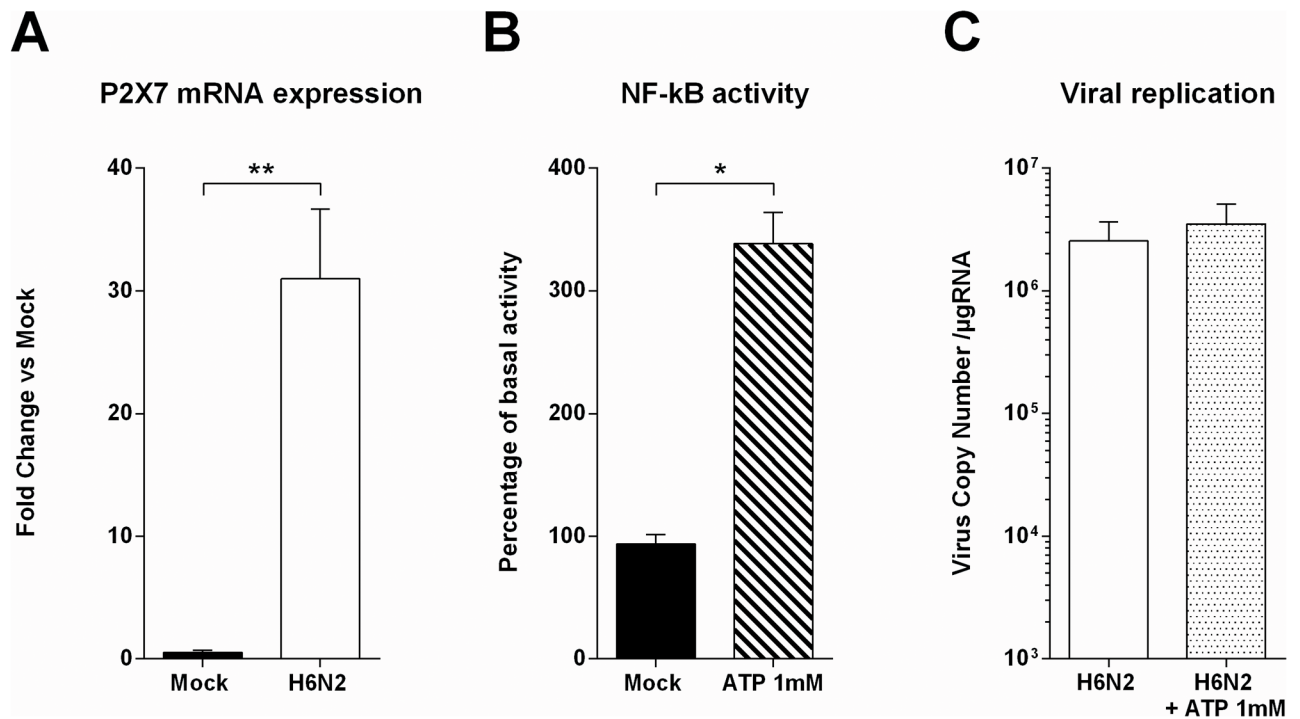 A
P2X7 mRNA expression
Fold Change vs Mock
40
30
20
10
0
**
Mock
H6N2
B
NF-kB activity
Percentage of basal activity
400
300
200
100
0
*
Mock
ATP 1mM
C
Viral replication
Virus Copy Number /µgRNA
10⁷
10⁶
10⁵
10⁴
10³
H6N2
H6N2
+ ATP 1mM